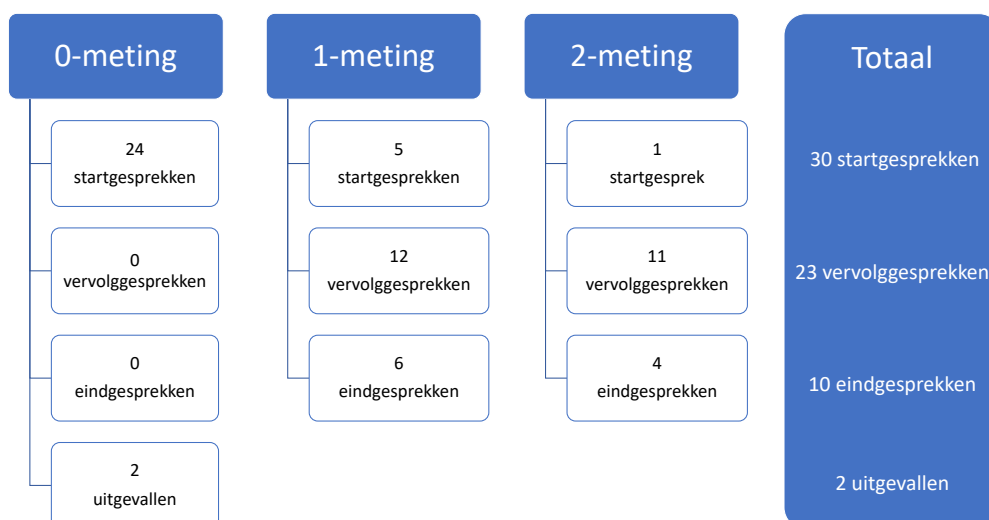 0-meting
24
startgesprekken
0
vervolggesprekken
0
eindgesprekken
2
uitgevallen
1-meting
5
startgesprekken
12
vervolggesprekken
6
eindgesprekken
2-meting
1
startgesprek
11
vervolggesprekken
4
eindgesprekken
Totaal
30 startgesprekken
23 vervolggesprekken
10 eindgesprekken
2 uitgevallen